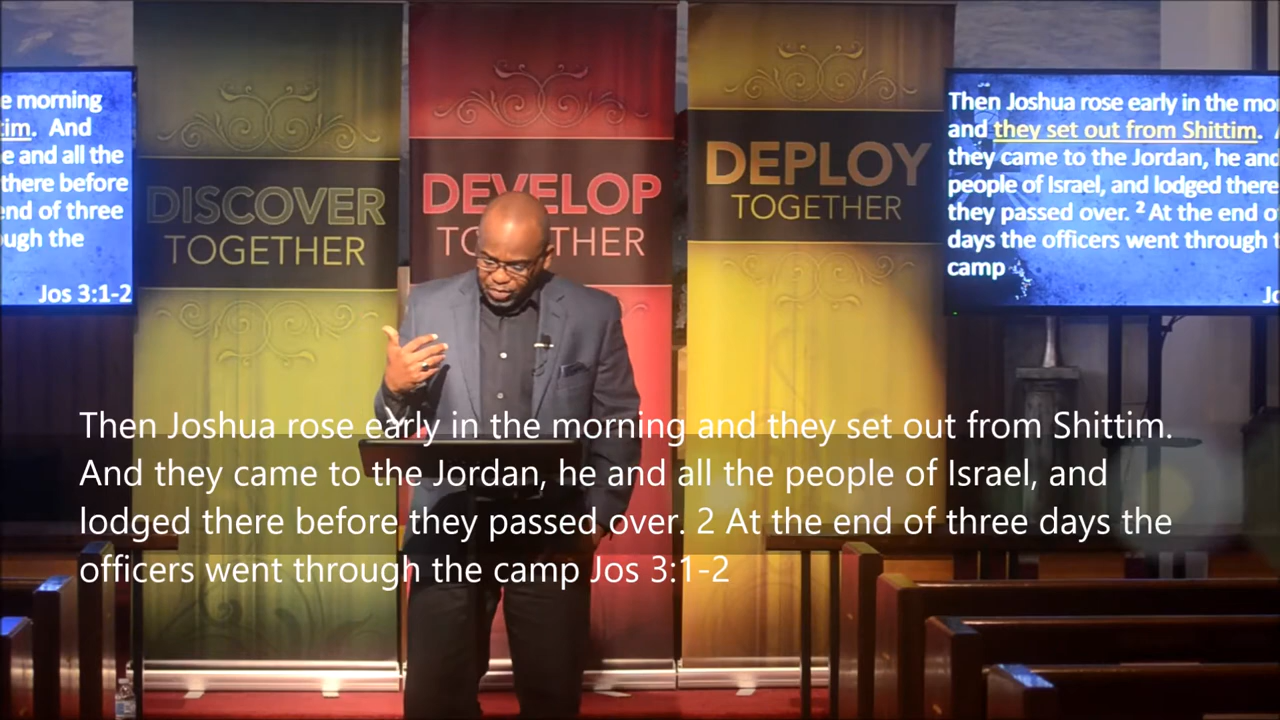 e morning
tim. And
e and all the
there before
end of three
ough the
Jos 3:1-2
DISCOVER
TOGETHER
DEVELOP
TOGETHER
DEPLOY
TOGETHER
Then Joshua rose early in the mor
and they set out from Shittim.
they came to the Jordan, he and
people of Israel, and lodged there
they passed over. 2 At the end o
days the officers went through t
camp
Jo
Then Joshua rose early in the morning and they set out from Shittim.
And they came to the Jordan, he and all the people of Israel, and
lodged there before they passed over. 2 At the end of three days the
officers went through the camp Jos 3:1-2